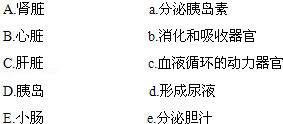 A.肾脏 a.分泌胰岛素
B.心脏 b.消化和吸收器官
C.肝脏 c.血液循环的动力器官
D.胰岛 d.形成尿液
E.小肠 e.分泌胆汁